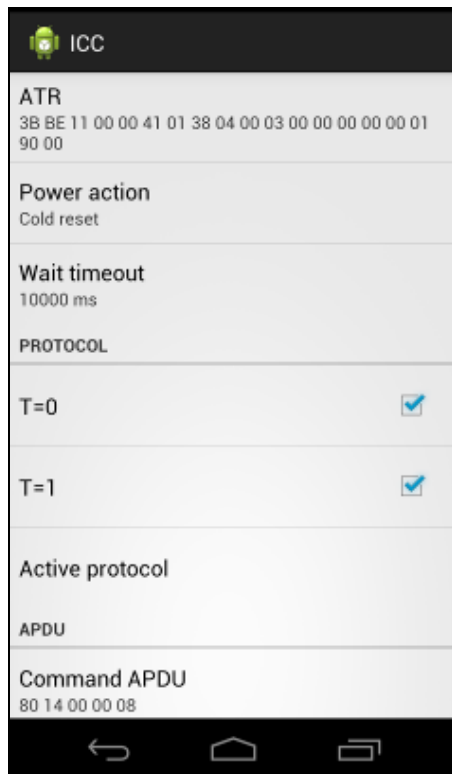 ICC
ATR
3B BE 11 00 00 41 01 38 04 00 03 00 00 00 00 00 01
90 00
Power action
Cold reset
Wait timeout
10000 ms
PROTOCOL
T=0
T=1
Active protocol
APDU
Command APDU
80 14 00 00 08